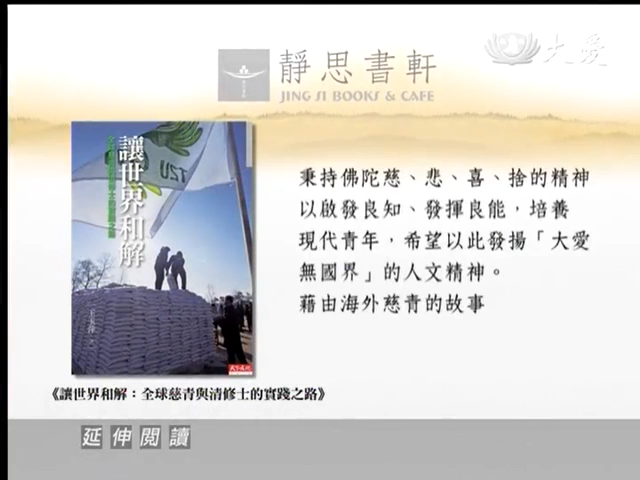 靜思書軒
JING SI BOOKS & CAFE
大愛
讓世界和解
T2U
秉持佛陀慈、悲、喜、捨的精神
以啟發良知、發揮良能，培養
現代青年，希望以此發揚「大愛
無國界」的人文精神。
藉由海外慈青的故事
《讓世界和解：全球慈青與清修士的實踐之路》
延伸閱讀